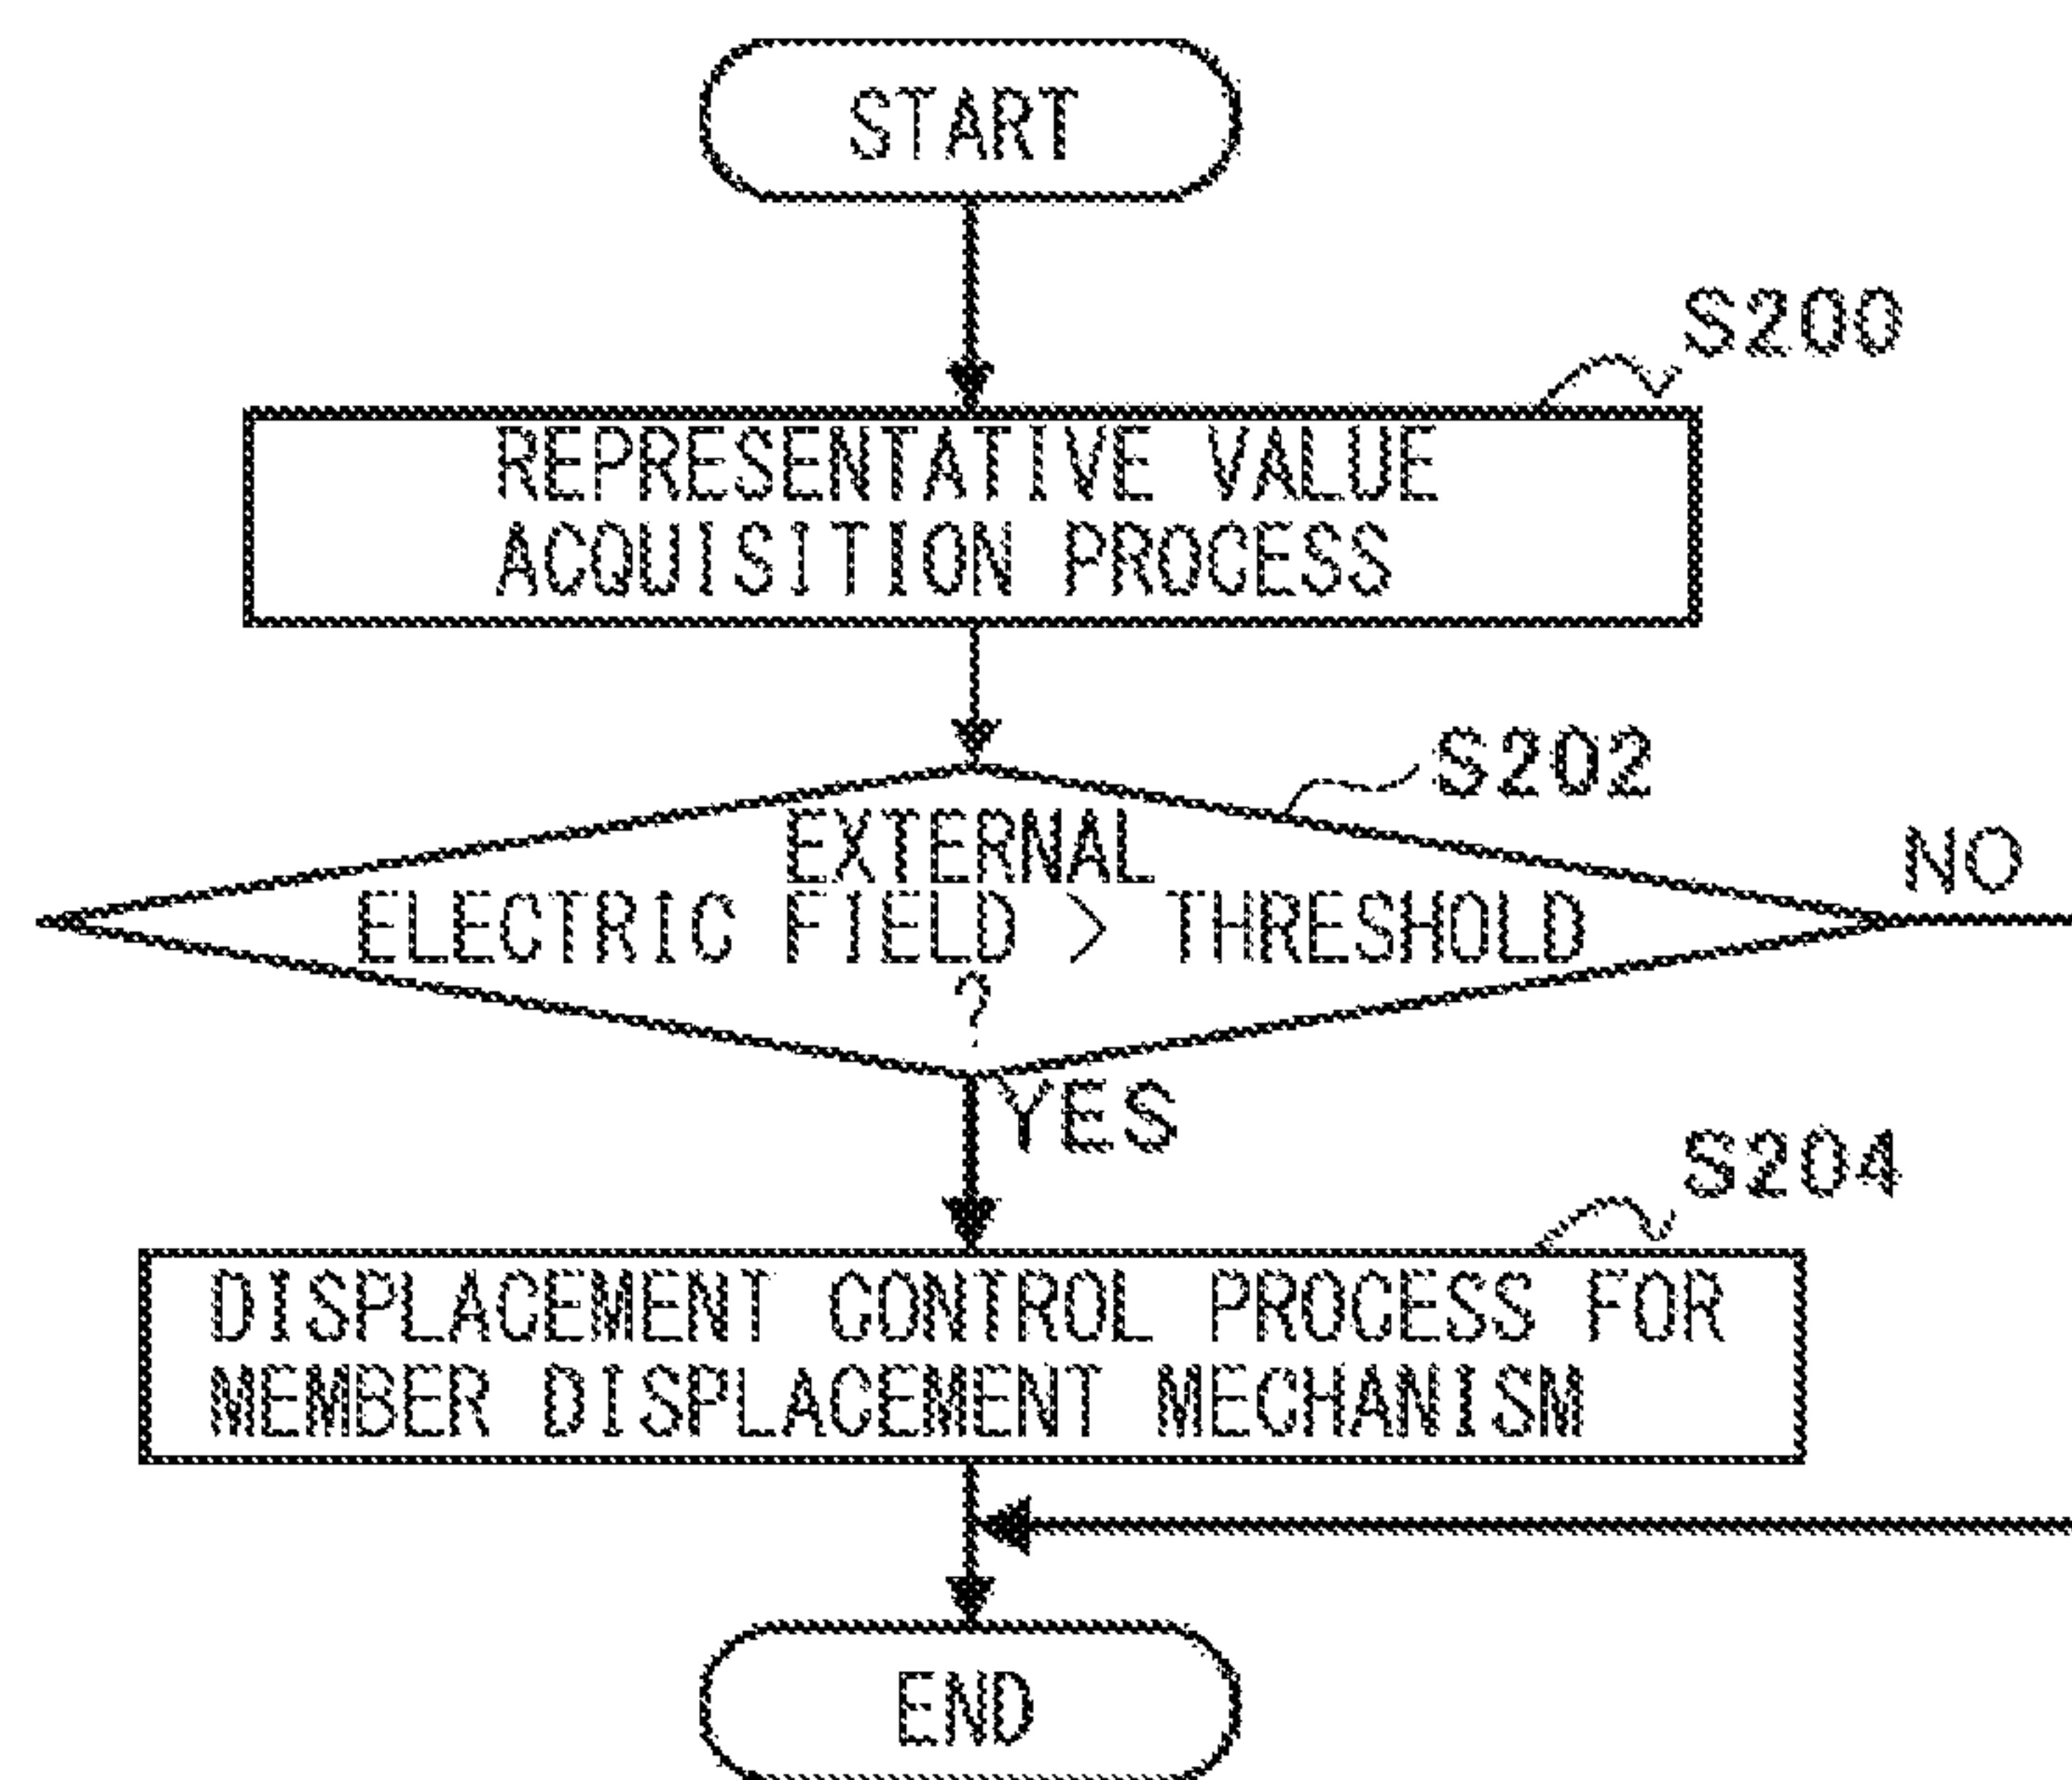 START
S200
REPRESENTATIVE VALUE
ACQUISITION PROCESS
S202
EXTERNAL
ELECTRIC FIELD > THRESHOLD
?
NO
YES
S204
DISPLACEMENT CONTROL PROCESS FOR
MEMBER DISPLACEMENT MECHANISM
END